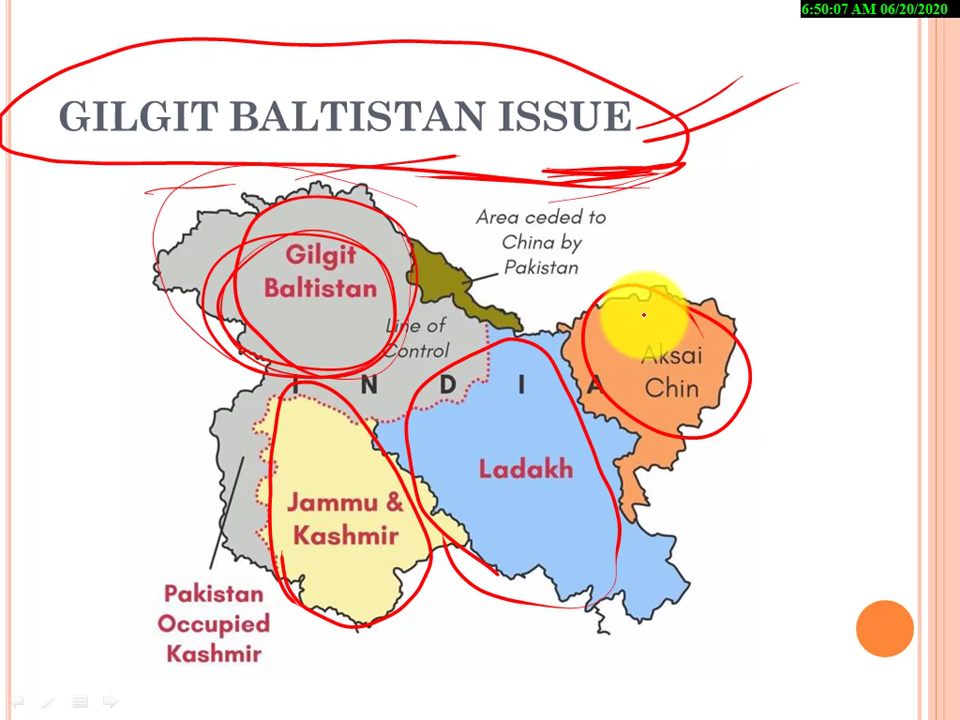 6:50:07 AM 06/20/2020
GILGIT BALTISTAN ISSUE
Area ceded to
China by
Pakistan
Gilgit
Baltistan
Line of
Control
Aksai
Chin
I N D I A
Ladakh
Jammu &
Kashmir
Pakistan
Occupied
Kashmir